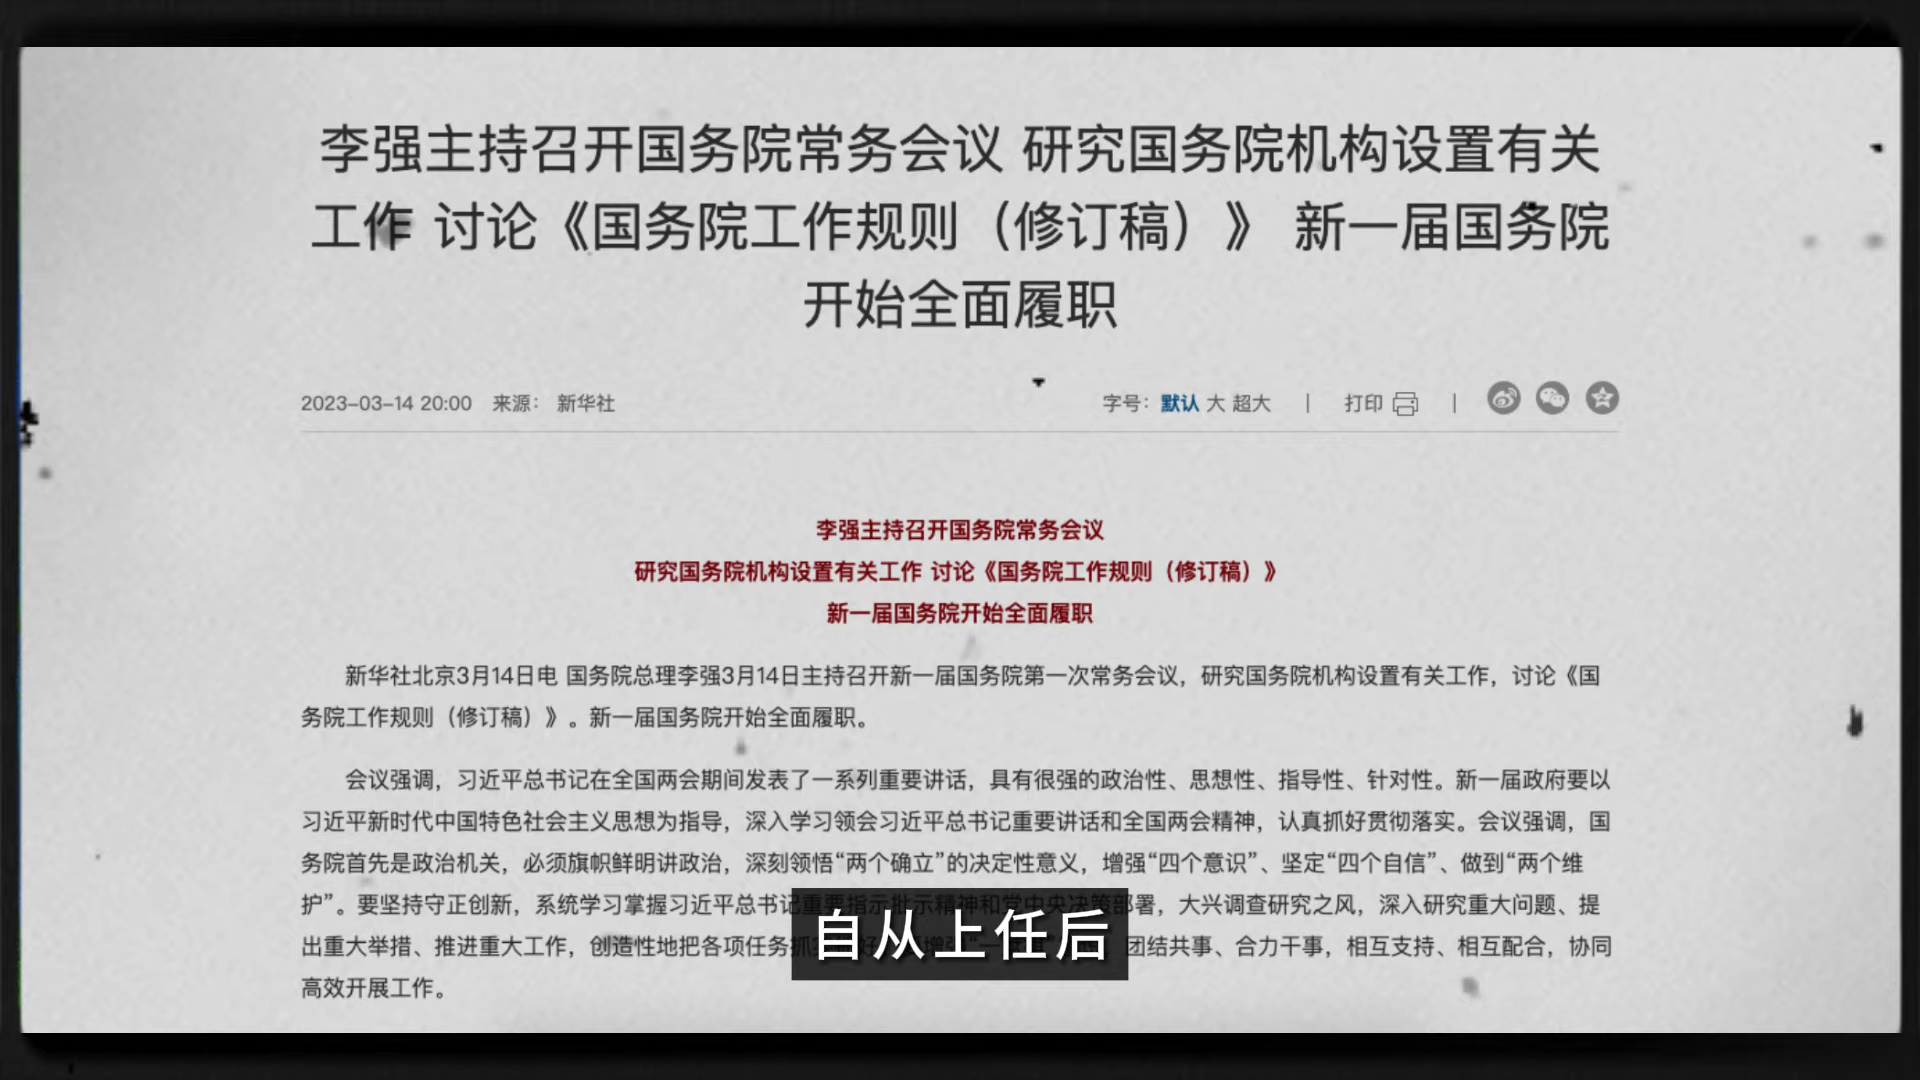 李强主持召开国务院常务会议 研究国务院机构设置有关
工作 讨论《国务院工作规则（修订稿）》 新一届国务院
开始全面履职
2023-03-14 20:00 来源： 新华社 字号：默认 大 超大 | 打印 |
李强主持召开国务院常务会议
研究国务院机构设置有关工作 讨论《国务院工作规则（修订稿）》
新一届国务院开始全面履职
新华社北京3月14日电 国务院总理李强3月14日主持召开新一届国务院第一次常务会议，研究国务院机构设置有关工作，讨论《国
务院工作规则（修订稿）》。新一届国务院开始全面履职。
会议强调，习近平总书记在全国两会期间发表了一系列重要讲话，具有很强的政治性、思想性、指导性、针对性。新一届政府要以
习近平新时代中国特色社会主义思想为指导，深入学习领会习近平总书记重要讲话和全国两会精神，认真抓好贯彻落实。会议强调，国
务院首先是政治机关，必须旗帜鲜明讲政治，深刻领悟“两个确立”的决定性意义，增强“四个意识”、坚定“四个自信”、做到“两个维
护”。要坚持守正创新，系统学习掌握习近平总书记重要指示批示精神和党中央决策部署，大兴调查研究之风，深入研究重大问题、提
出重大举措、推进重大工作，创造性地把各项任务抓 团结共事、合力干事，相互支持、相互配合，协同
高效开展工作。
自从上任后